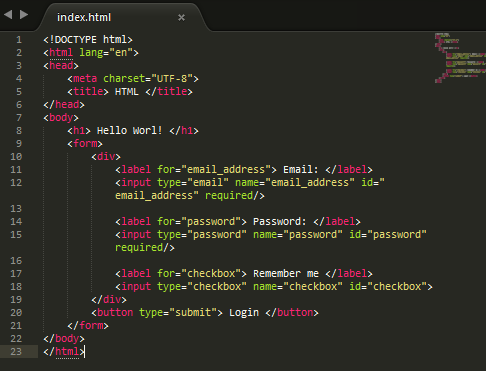 index.html
1 <!DOCTYPE html>
2 <html lang="en">
3 <head>
4 <meta charset="UTF-8">
5 <title> HTML </title>
6 </head>
7 <body>
8 <h1> Hello Worl! </h1>
9 <form>
10 <div>
11 <label for="email_address"> Email: </label>
12 <input type="email" name="email_address" id="
email_address" required/>
13
14 <label for="password"> Password: </label>
15 <input type="password" name="password" id="password"
required/>
16
17 <label for="checkbox"> Remember me </label>
18 <input type="checkbox" name="checkbox" id="checkbox">
19 </div>
20 <button type="submit"> Login </button>
21 </form>
22 </body>
23 </html>